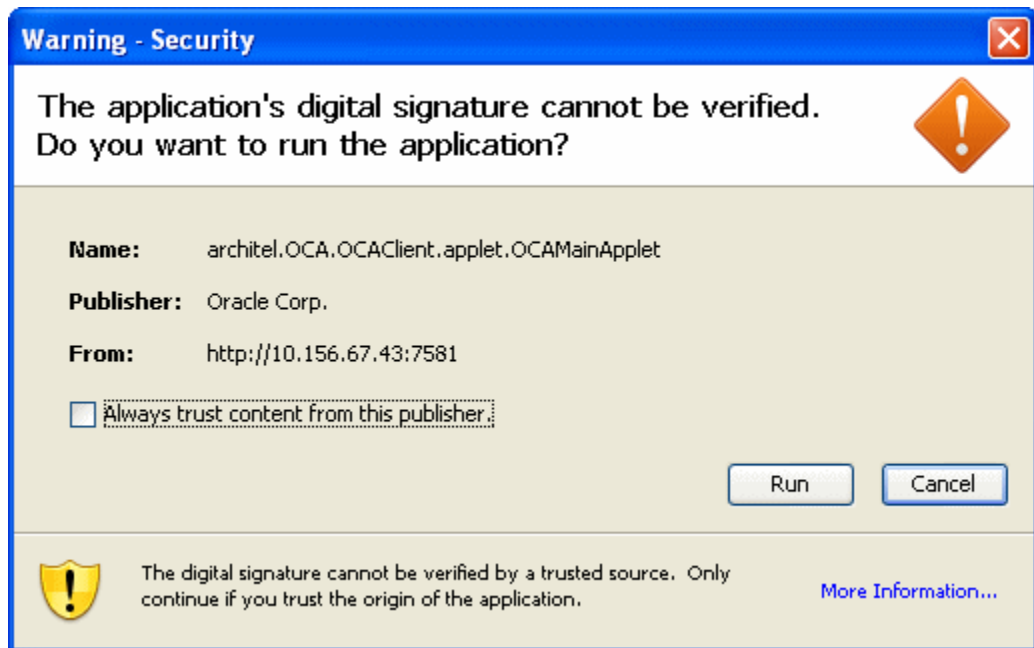 Warning - Security
The application's digital signature cannot be verified.
Do you want to run the application?
Name: architel.OCA.OCAClient.applet.OCAMainApplet
Publisher: Oracle Corp.
From: http://10.156.67.43:7581
Always trust content from this publisher.
Run Cancel
The digital signature cannot be verified by a trusted source. Only
continue if you trust the origin of the application.
More Information...